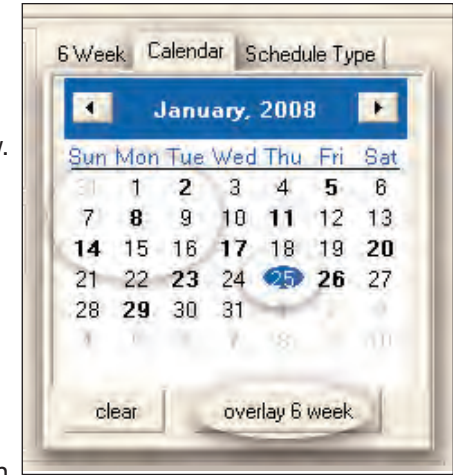 w.
6 Week Calendar Schedule Type
January, 2008
Sun Mon Tue Wed Thu Fri Sat
31 1 2 3 4 5 6
7 8 9 10 11 12 13
14 15 16 17 18 19 20
21 22 23 24 25 26 27
28 29 30 31
clear overlay 6 week